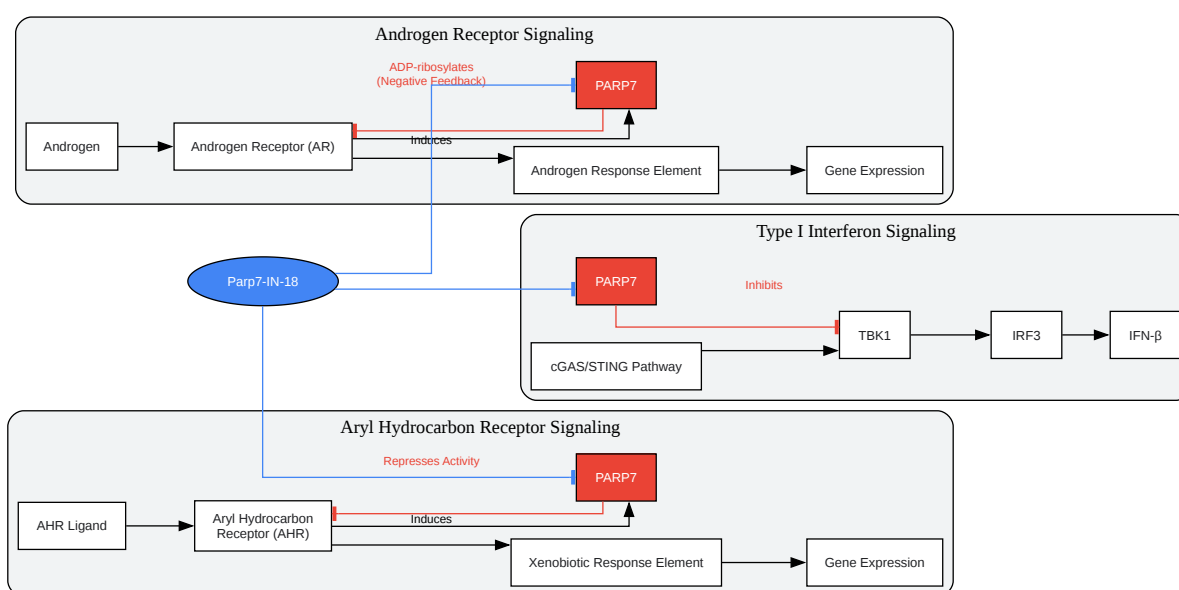 Androgen Receptor Signaling
ADP-ribosylates
(Negative Feedback)
PARP7
Induces
Androgen
Androgen Receptor (AR)
Androgen Response Element
Gene Expression
Type I Interferon Signaling
Parp7-IN-18
PARP7
Inhibits
TBK1
IRF3
IFN-β
cGAS/STING Pathway
Aryl Hydrocarbon Receptor Signaling
Represses Activity
PARP7
Induces
AHR Ligand
Aryl Hydrocarbon
Receptor (AHR)
Xenobiotic Response Element
Gene Expression